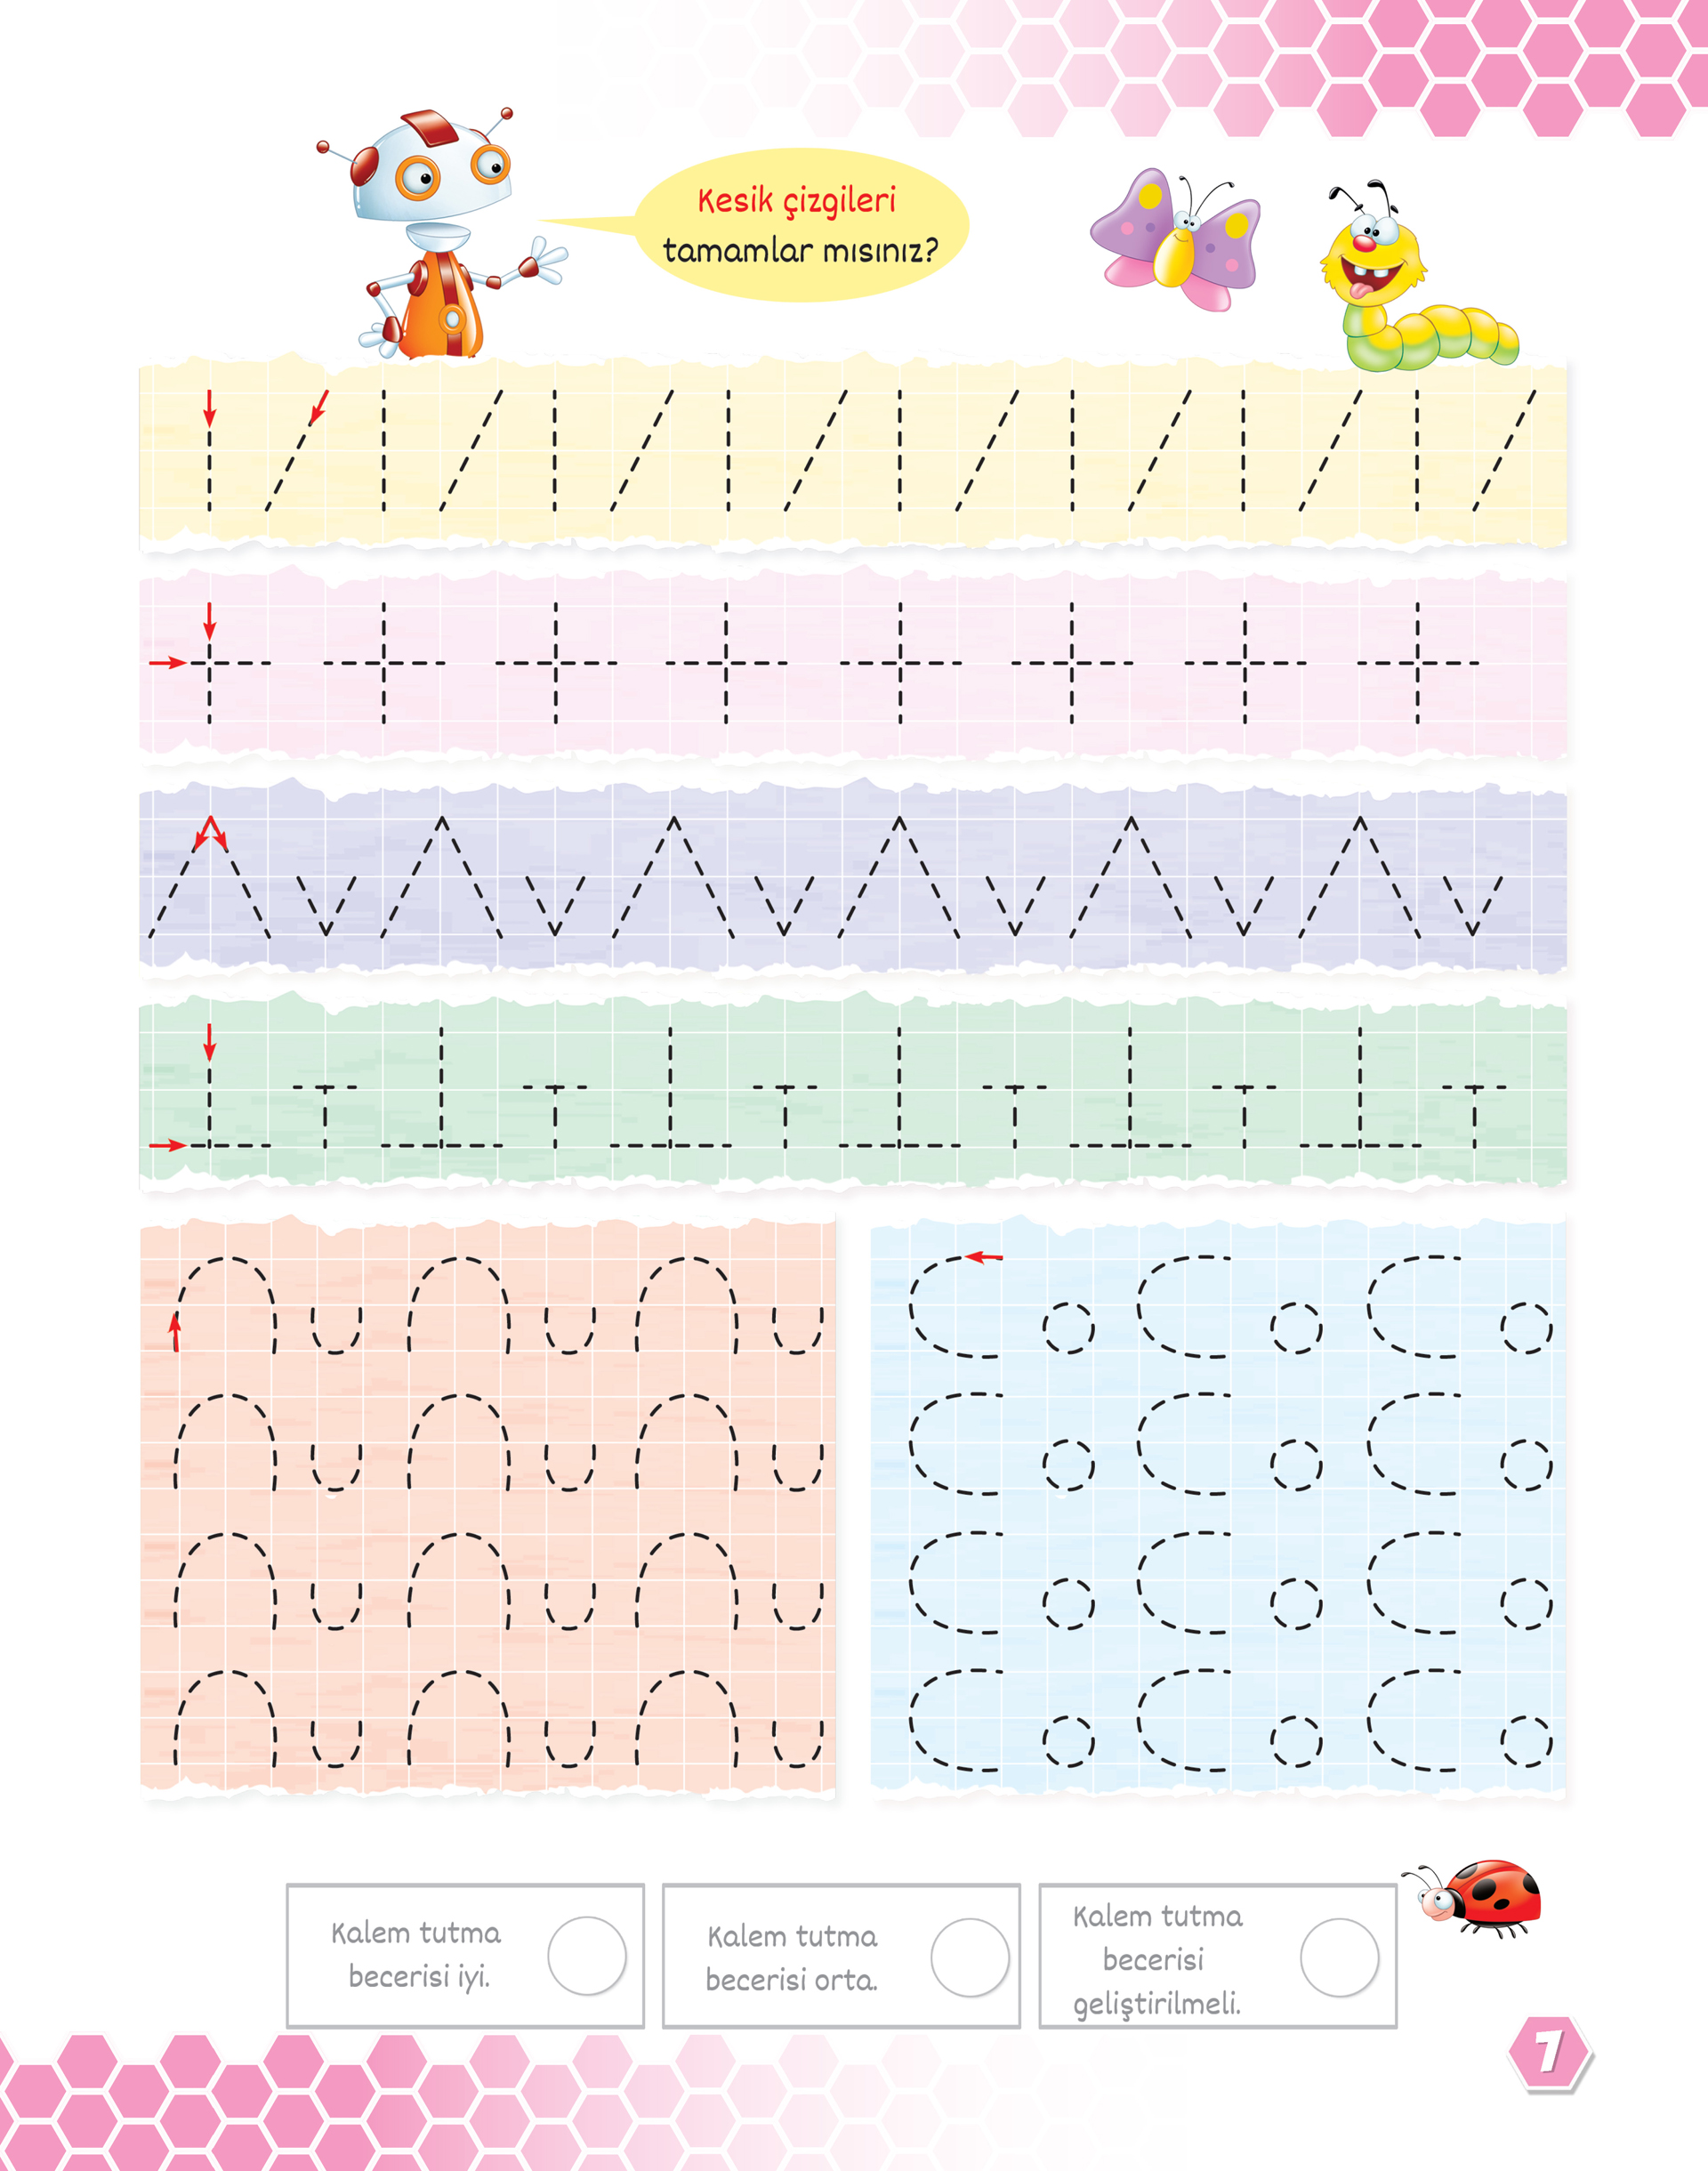 Kesik çizgileri
tamamlar mısınız?
Kalem tutma
becerisi iyi.
Kalem tutma
becerisi orta.
Kalem tutma
becerisi
geliştirilmeli.
7